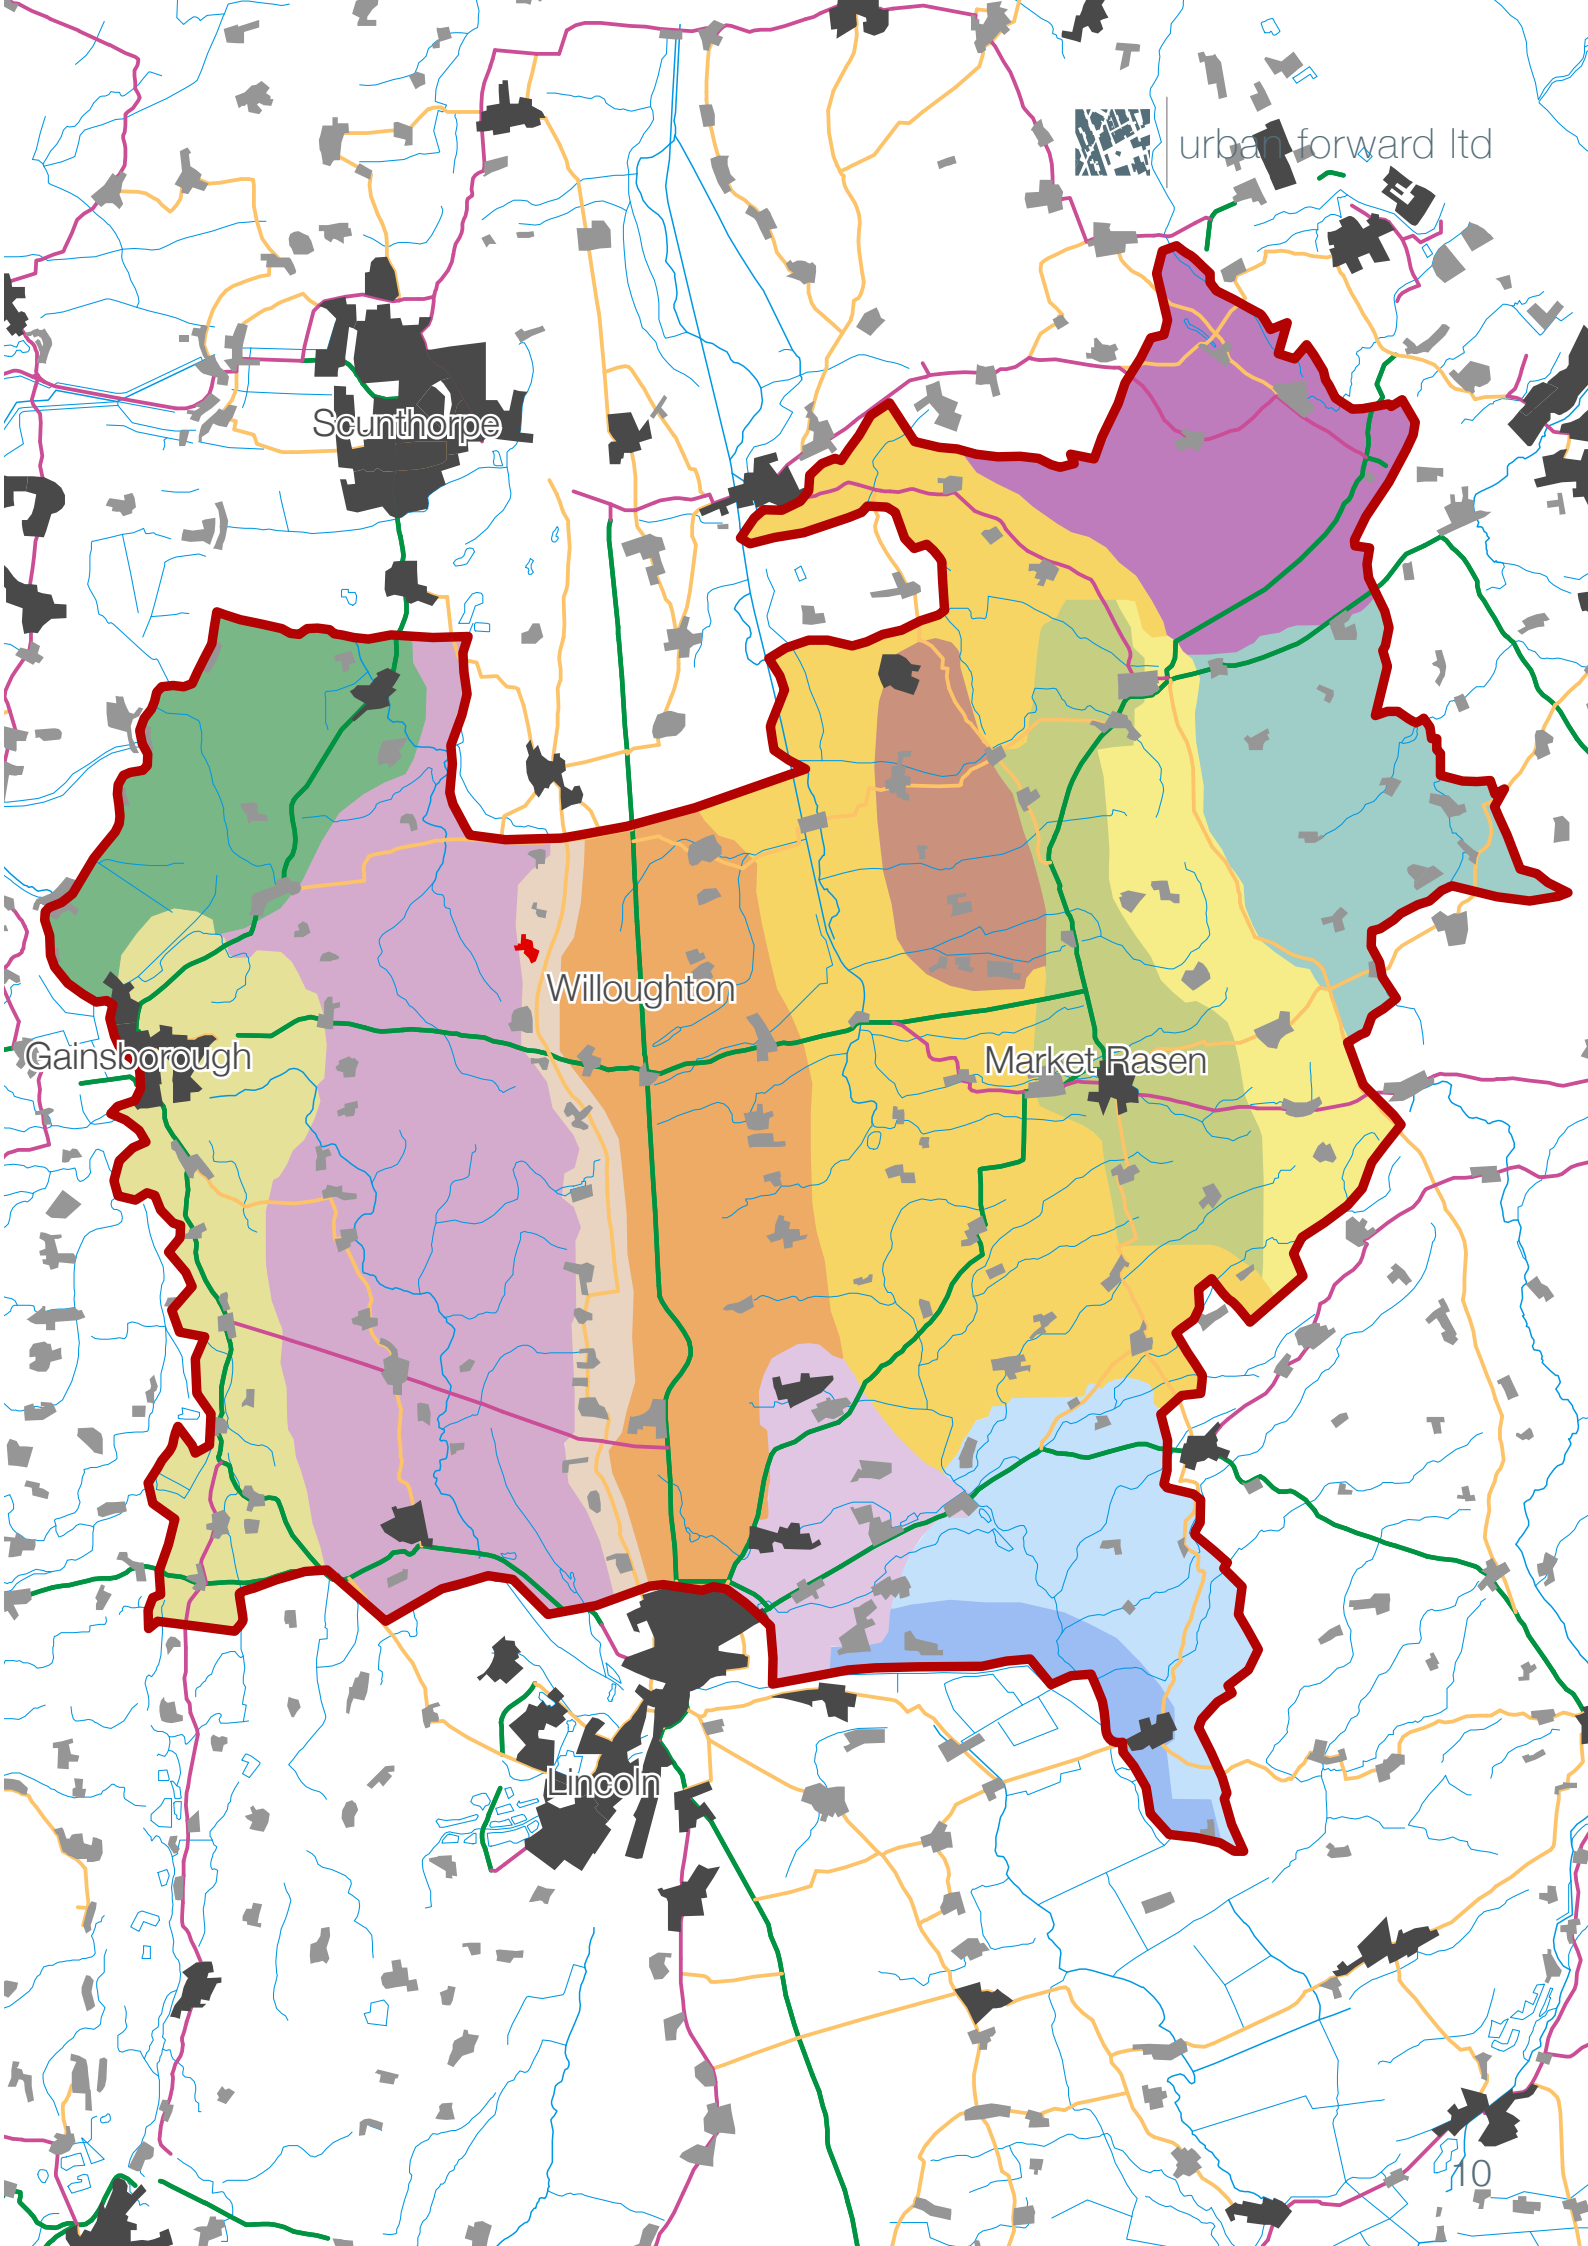 urban forward ltd
Scunthorpe
Willoughton
Gainsborough
Market Rasen
Lincoln
10